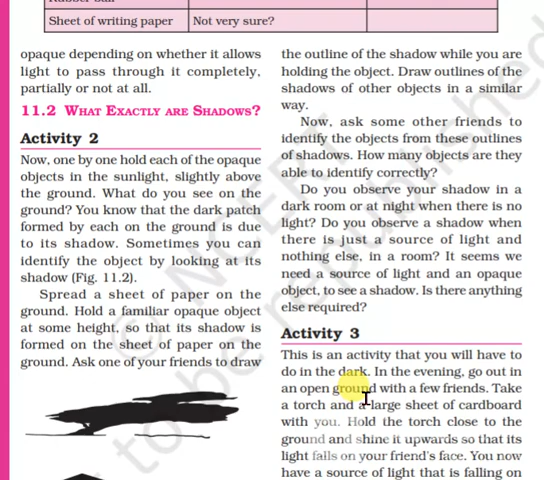 Sheet of writing paper Not very sure?
opaque depending on whether it allows
light to pass through it completely,
partially or not at all.
11.2 WHAT EXACTLY ARE SHADOWS?
Activity 2
Now, one by one hold each of the opaque
objects in the sunlight, slightly above
the ground. What do you see on the
ground? You know that the dark patch
formed by each on the ground is due
to its shadow. Sometimes you can
identify the object by looking at its
shadow (Fig. 11.2).
Spread a sheet of paper on the
ground. Hold a familiar opaque object
at some height, so that its shadow is
formed on the sheet of paper on the
ground. Ask one of your friends to draw
the outline of the shadow while you are
holding the object. Draw outlines of the
shadows of other objects in a similar
way.
Now, ask some other friends to
identify the objects from these outlines
of shadows. How many objects are they
able to identify correctly?
Do you observe your shadow in a
dark room or at night when there is no
light? Do you observe a shadow when
there is just a source of light and
nothing else, in a room? It seems we
need a source of light and an opaque
object, to see a shadow. Is there anything
else required?
Activity 3
This is an activity that you will have to
do in the dark. In the evening, go out in
an open ground with a few friends. Take
a torch and a large sheet of cardboard
with you. Hold the torch close to the
ground and shine it upwards so that its
light falls on your friend's face. You now
have a source of light that is falling on
© NCERT
be republished